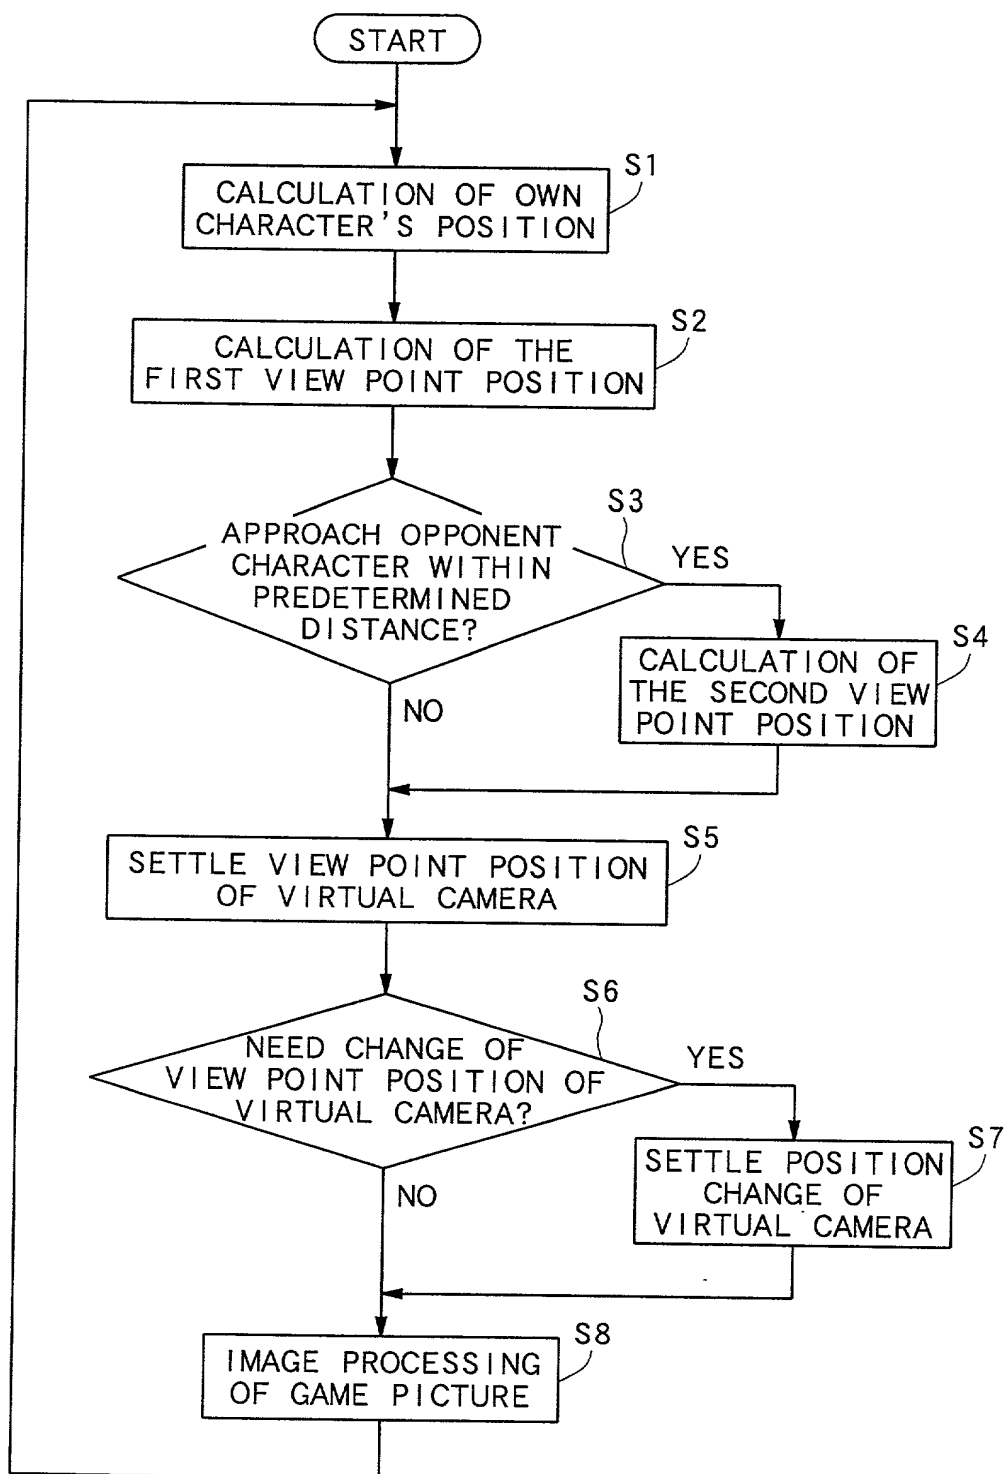 START
S1
CALCULATION OF OWN
CHARACTER'S POSITION
S2
CALCULATION OF THE
FIRST VIEW POINT POSITION
S3
APPROACH OPPONENT
CHARACTER WITHIN
PREDETERMINED
DISTANCE?
YES
NO
S4
CALCULATION OF
THE SECOND VIEW
POINT POSITION
S5
SETTLE VIEW POINT POSITION
OF VIRTUAL CAMERA
S6
NEED CHANGE OF
VIEW POINT POSITION OF
VIRTUAL CAMERA?
YES
NO
S7
SETTLE POSITION
CHANGE OF
VIRTUAL CAMERA
S8
IMAGE PROCESSING
OF GAME PICTURE